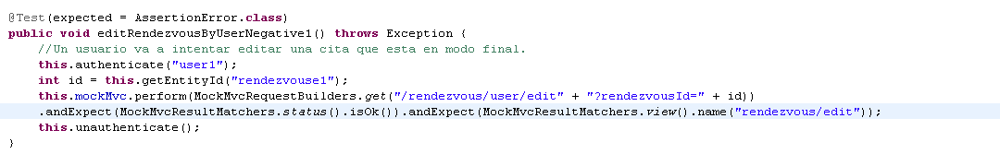 @Test(expected = AssertionError.class)
public void editRendezvousByUserNegative1() throws Exception {
//Un usuario va a intentar editar una cita que esta en modo final.
this.authenticate("user1");
int id = this.getEntityId("rendezvouse1");
this.mockMvc.perform(MockMvcRequestBuilders.get("/rendezvous/user/edit" + "?rendezvousId=" + id))
.andExpect(MockMvcResultMatchers.status().isOk()).andExpect(MockMvcResultMatchers.view().name("rendezvous/edit"));
this.unauthenticate();
}